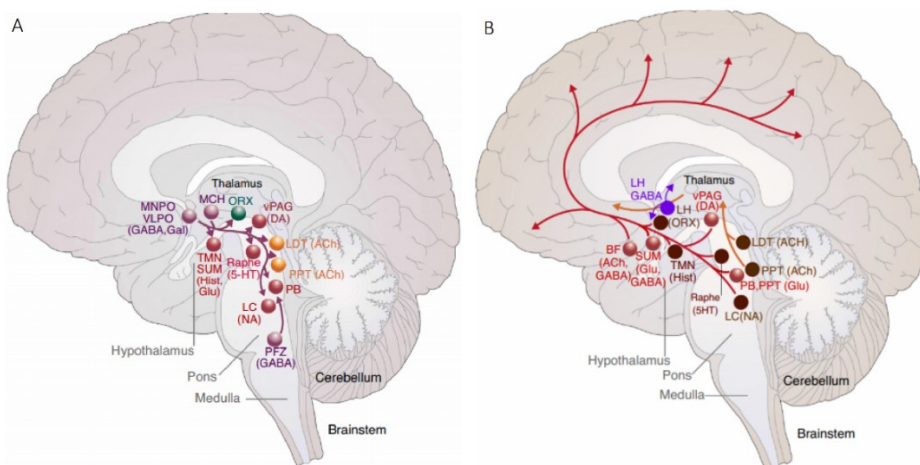 A
Thalamus
MNPO
VLPO
(GABA,Gal)
MCH
ORX
vPAG
(DA)
LDT (ACh)
TMN
SUM
(Hist,
Glu)
Raphe
(5-HT)
PPT (ACh)
PB
LC
(NA)
PFZ
(GABA)
Hypothalamus
Pons
Medulla
Cerebellum
Brainstem
B
Thalamus
LH
GABA
vPAG
(DA)
LH
(ORX)
LDT (ACH)
BF
(ACh,
GABA)
SUM
(Glu,
GABA)
TMN
(Hist)
PPT (ACh)
PB,PPT (Glu)
Raphe
(5HT)
LC(NA)
Hypothalamus
Pons
Medulla
Cerebellum
Brainstem